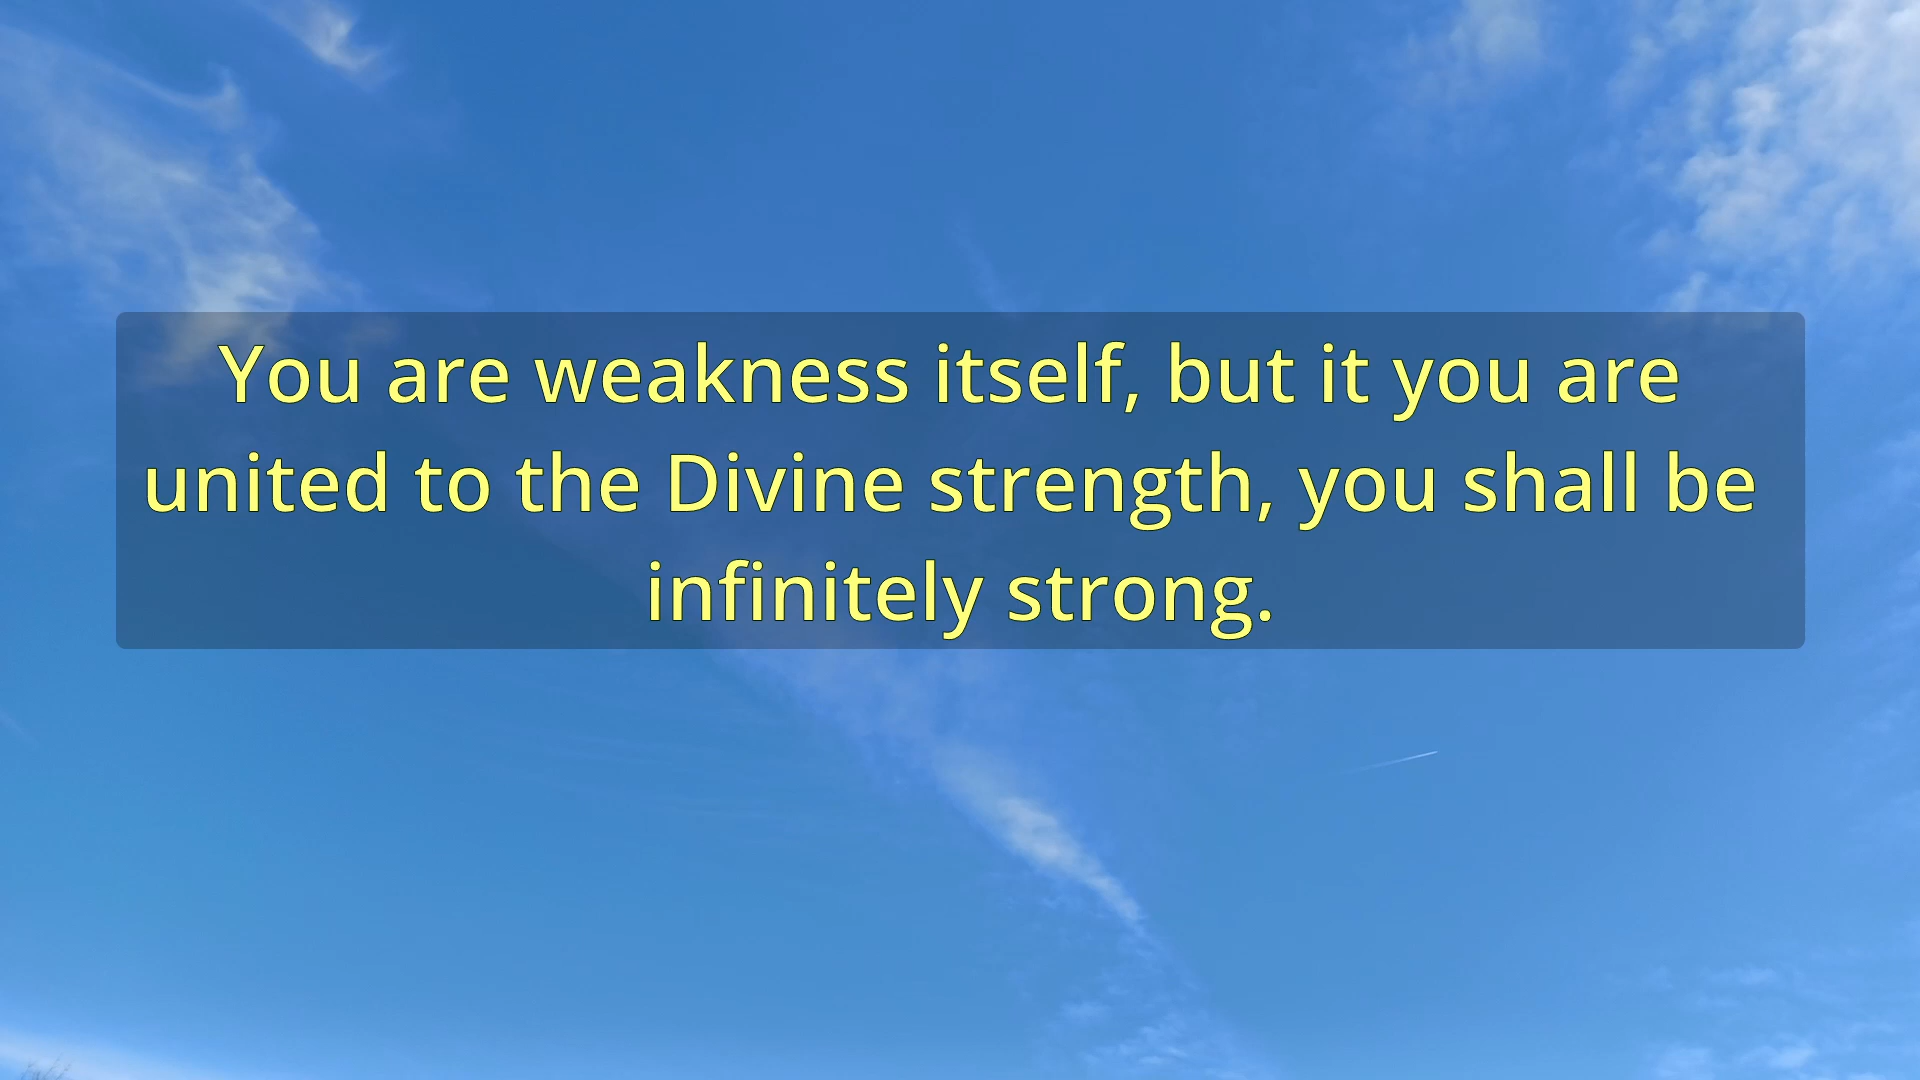 You are weakness itself, but it you are
united to the Divine strength, you shall be
infinitely strong.